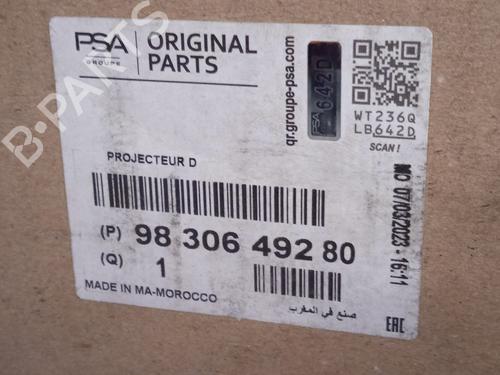 PSA
GROUPE
ORIGINAL
PARTS
qr.groupe-psa.com
PSA 642D
WT236Q
LB642D
SCAN!
PROJECTEUR D
(P) 98 306 492 80
(Q) 1
MADE IN MA-MOROCCO
صنع في المغرب
MO 07/03/2023 - 16:11
EAC
B-PARTS